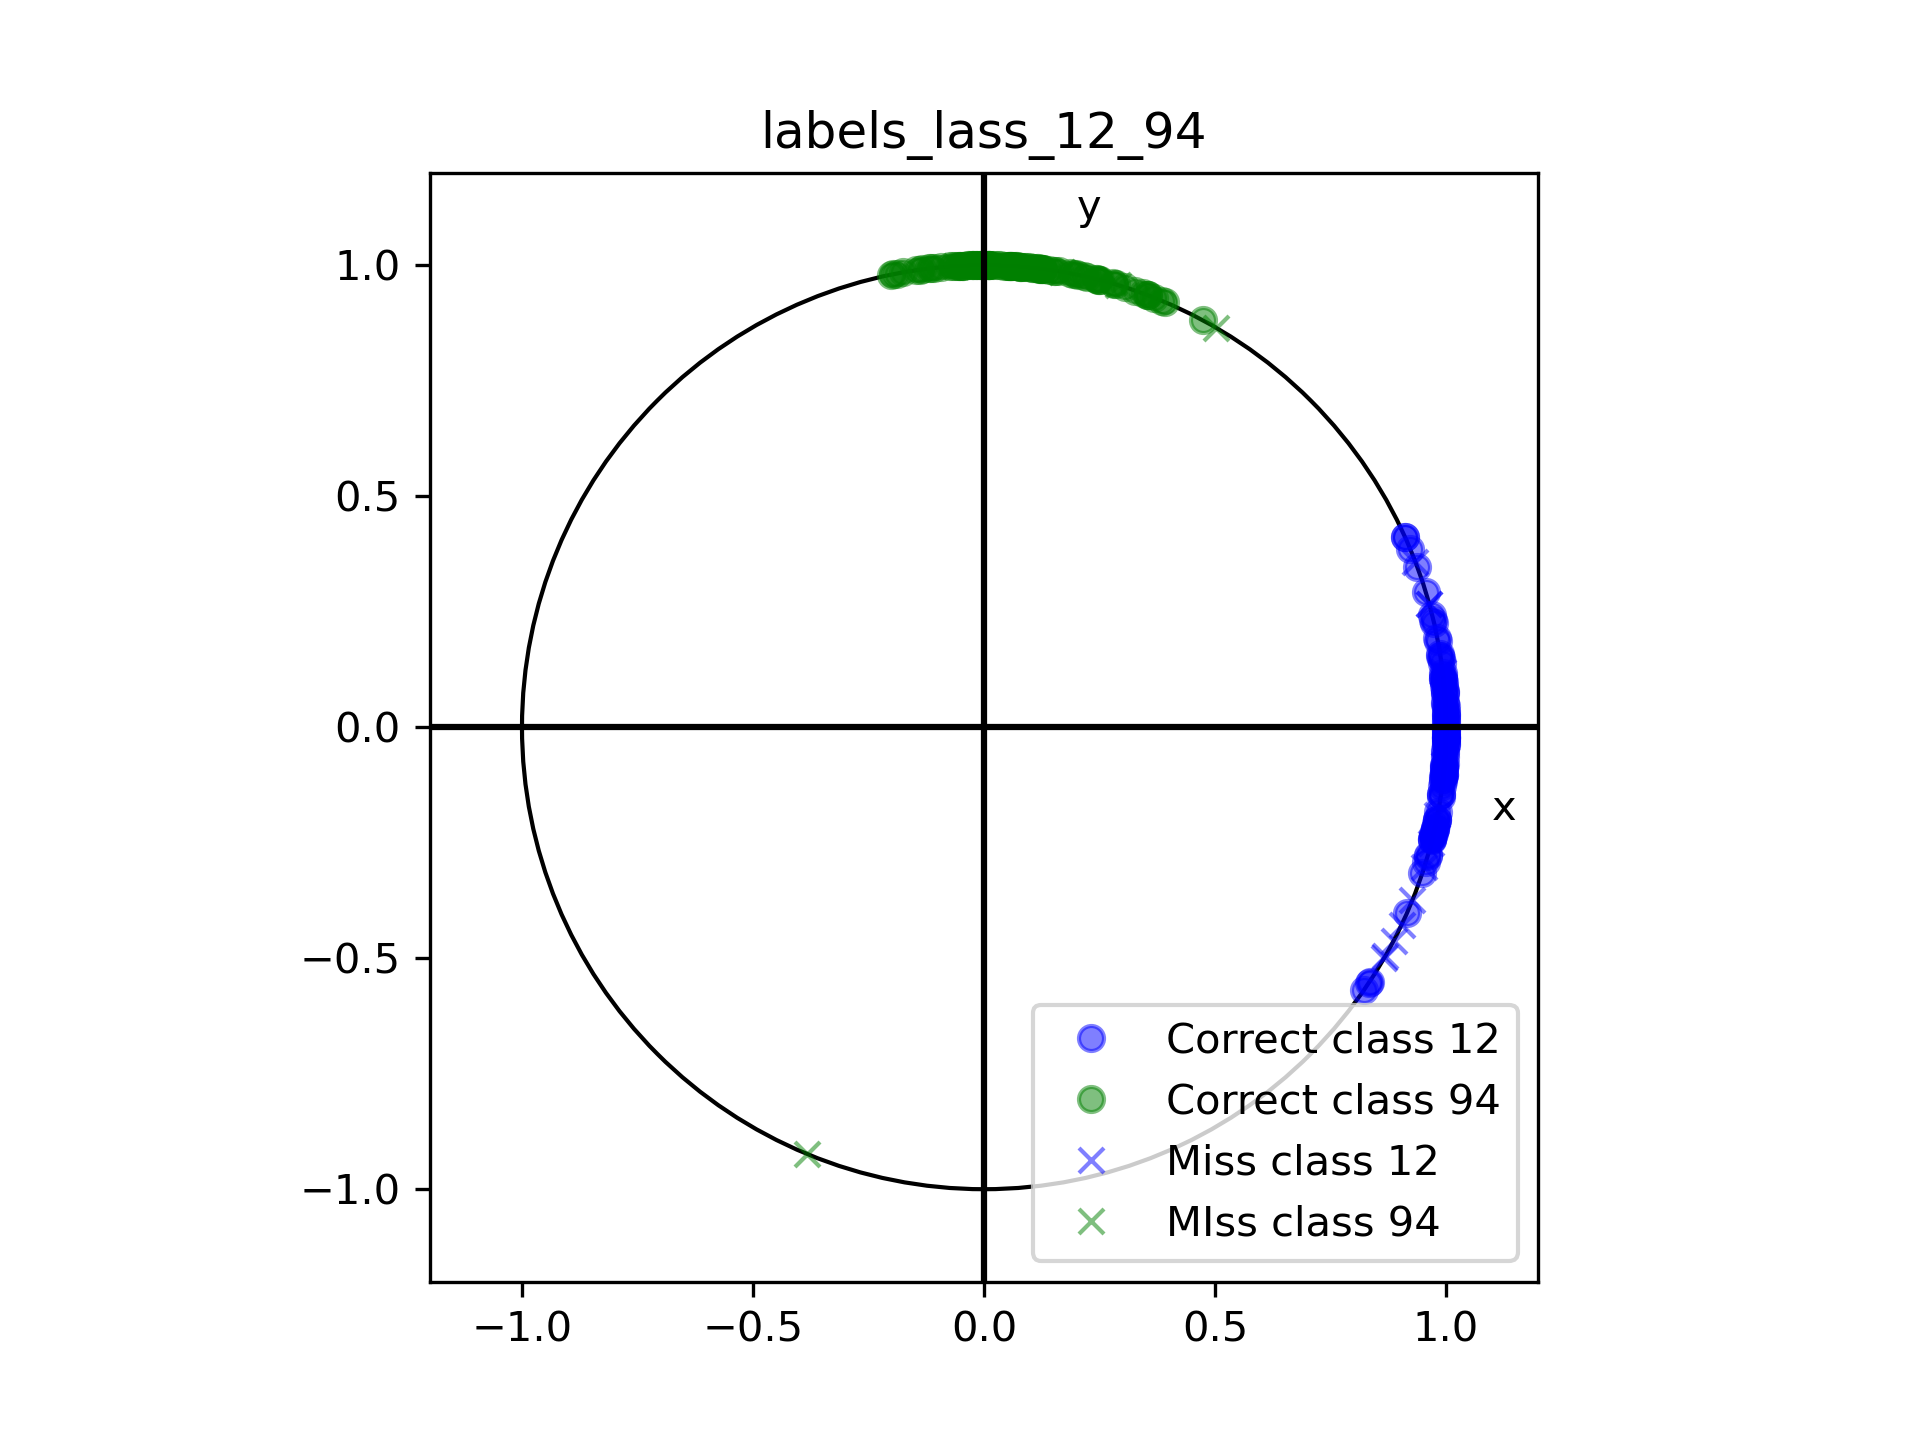 labels_lass_12_94
y
1.0
0.5
0.0
−0.5
−1.0
x
Correct class 12
Correct class 94
Miss class 12
MIss class 94
−1.0 −0.5 0.0 0.5 1.0